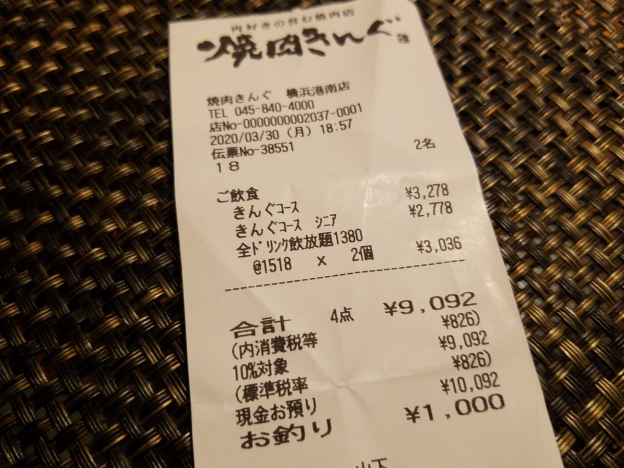 肉好きの営む焼肉店
焼肉きんぐ
焼肉きんぐ 横浜港南店
TEL 045-840-4000
店No-0000000002037-0001
2020/03/30 (月) 18:57
伝票No-38551
18 2名
ご飲食
きんぐコース ¥3,278
きんぐコース シニア ¥2,778
全ドリンク飲放題1380
@1518 × 2個 ¥3,036
合計 4点 ¥9,092
(内消費税等 ¥826)
10%対象 ¥9,092
(標準税率 ¥826)
現金お預り ¥10,092
お釣り ¥1,000
山下